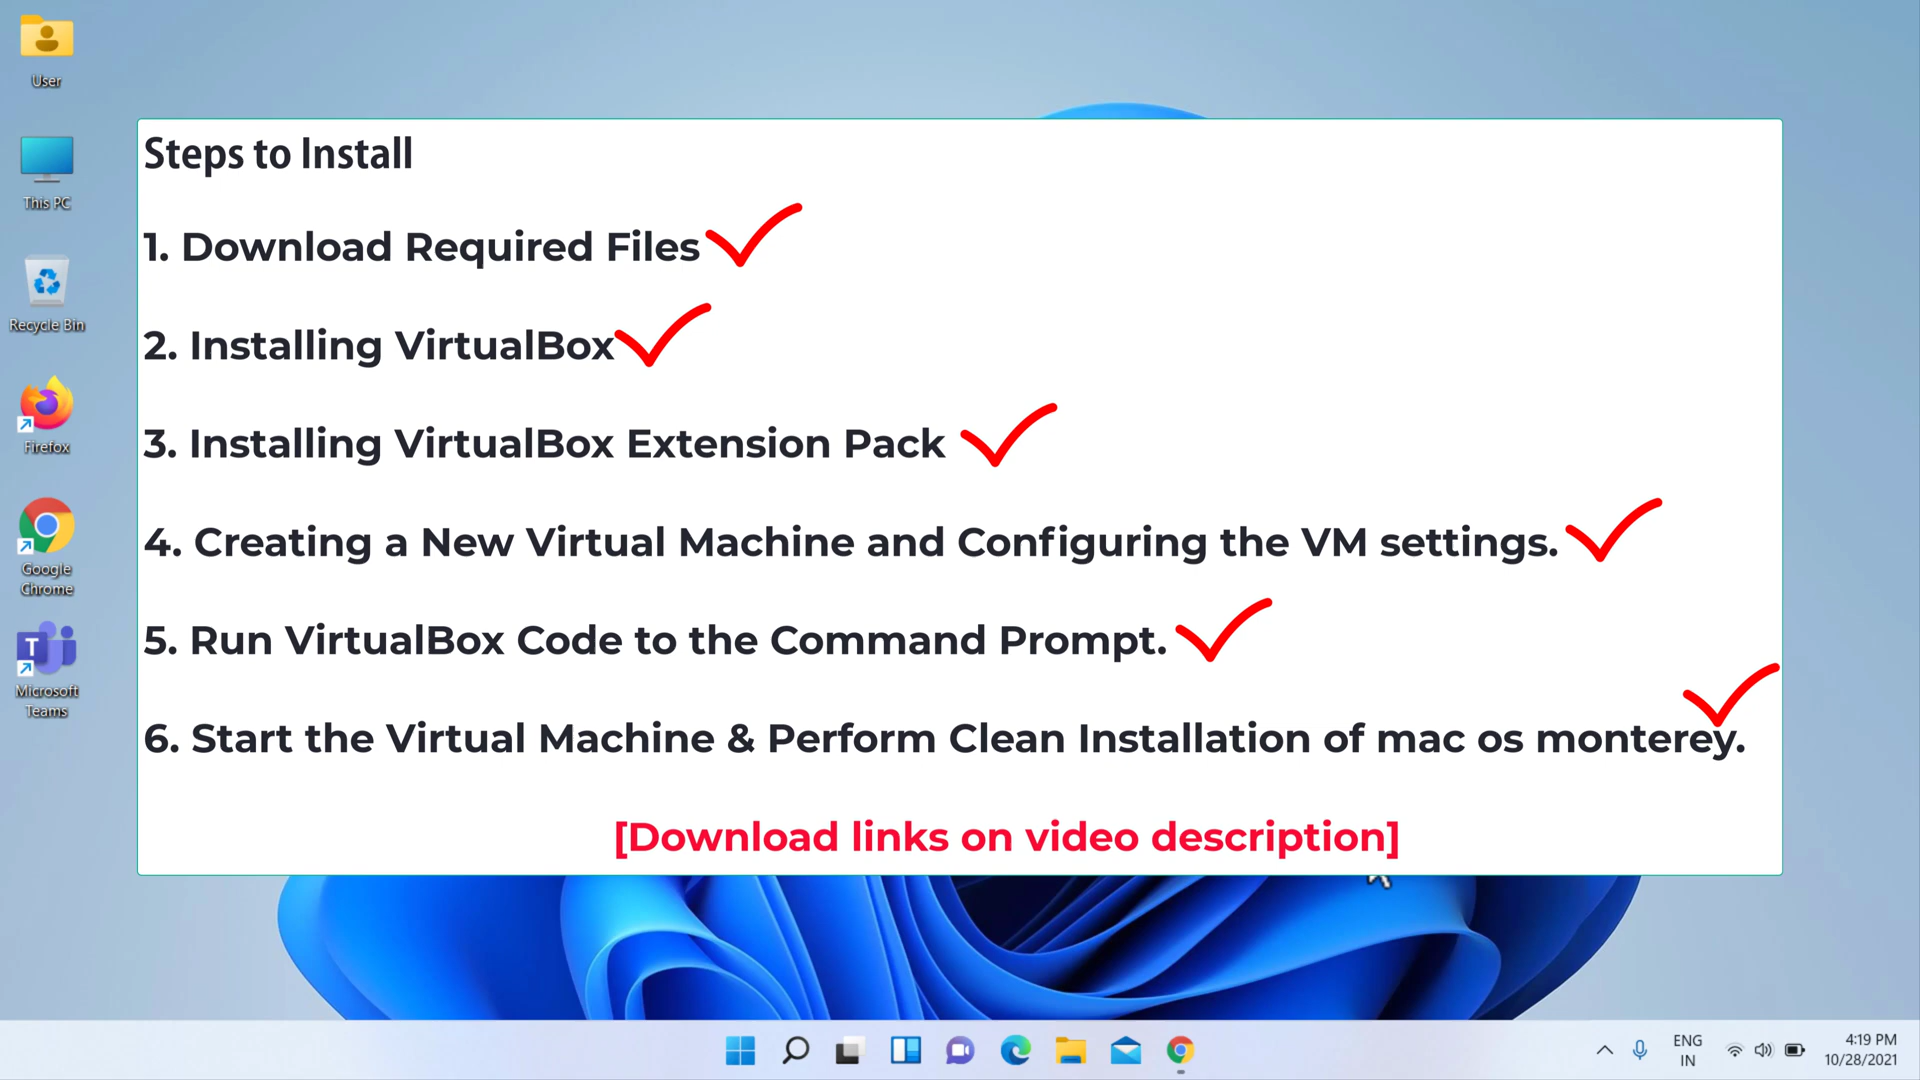 User
This PC
Recycle Bin
Firefox
Google
Chrome
Microsoft
Teams
Steps to Install
1. Download Required Files
2. Installing VirtualBox
3. Installing VirtualBox Extension Pack
4. Creating a New Virtual Machine and Configuring the VM settings.
5. Run VirtualBox Code to the Command Prompt.
6. Start the Virtual Machine & Perform Clean Installation of mac os monterey.
[Download links on video description]
ENG
IN
4:19 PM
10/28/2021